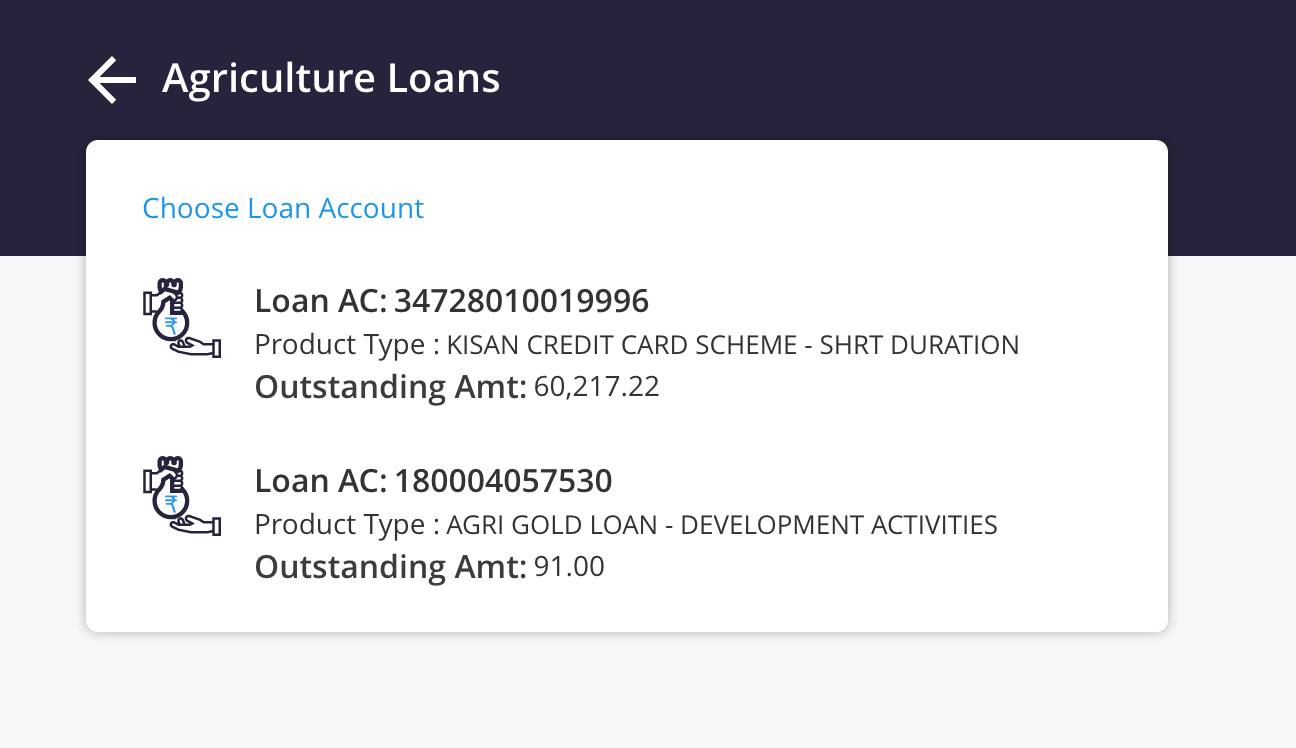 Agriculture Loans
Choose Loan Account
Loan AC: 34728010019996
Product Type : KISAN CREDIT CARD SCHEME - SHRT DURATION
Outstanding Amt: 60,217.22
Loan AC: 180004057530
Product Type : AGRI GOLD LOAN - DEVELOPMENT ACTIVITIES
Outstanding Amt: 91.00